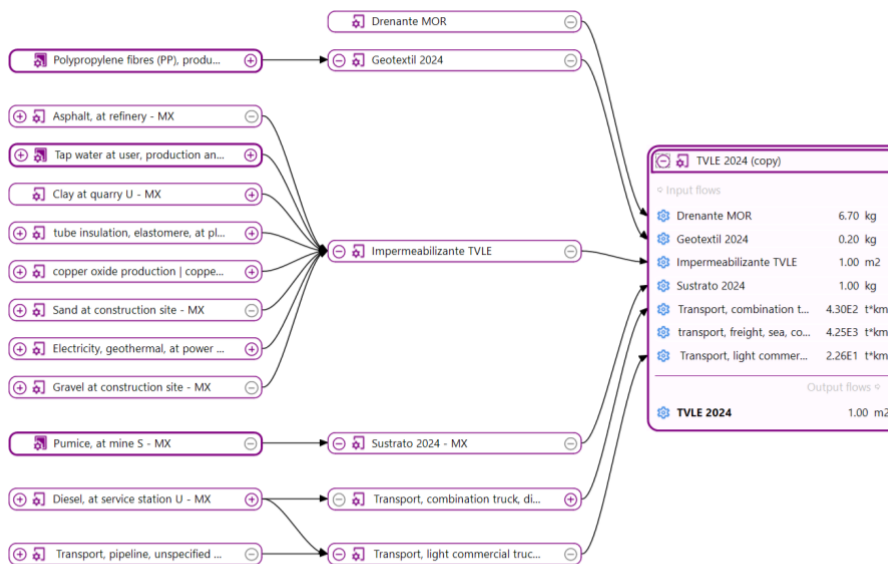 Drenante MOR
Polypropylene fibres (PP), produ...
Geotextil 2024
Asphalt, at refinery - MX
Tap water at user, production an...
Clay at quarry U - MX
tube insulation, elastomere, at pl...
copper oxide production | coppe...
Sand at construction site - MX
Electricity, geothermal, at power ...
Gravel at construction site - MX
Impermeabilizante TVLE
Pumice, at mine S - MX
Sustrato 2024 - MX
Diesel, at service station U - MX
Transport, combination truck, di...
Transport, pipeline, unspecified ...
Transport, light commercial truc...
TVLE 2024 (copy)
Input flows
Drenante MOR 6.70 kg
Geotextil 2024 0.20 kg
Impermeabilizante TVLE 1.00 m2
Sustrato 2024 1.00 kg
Transport, combination t... 4.30E2 t*km
transport, freight, sea, co... 4.25E3 t*km
Transport, light commer... 2.26E1 t*km
Output flows
TVLE 2024 1.00 m2